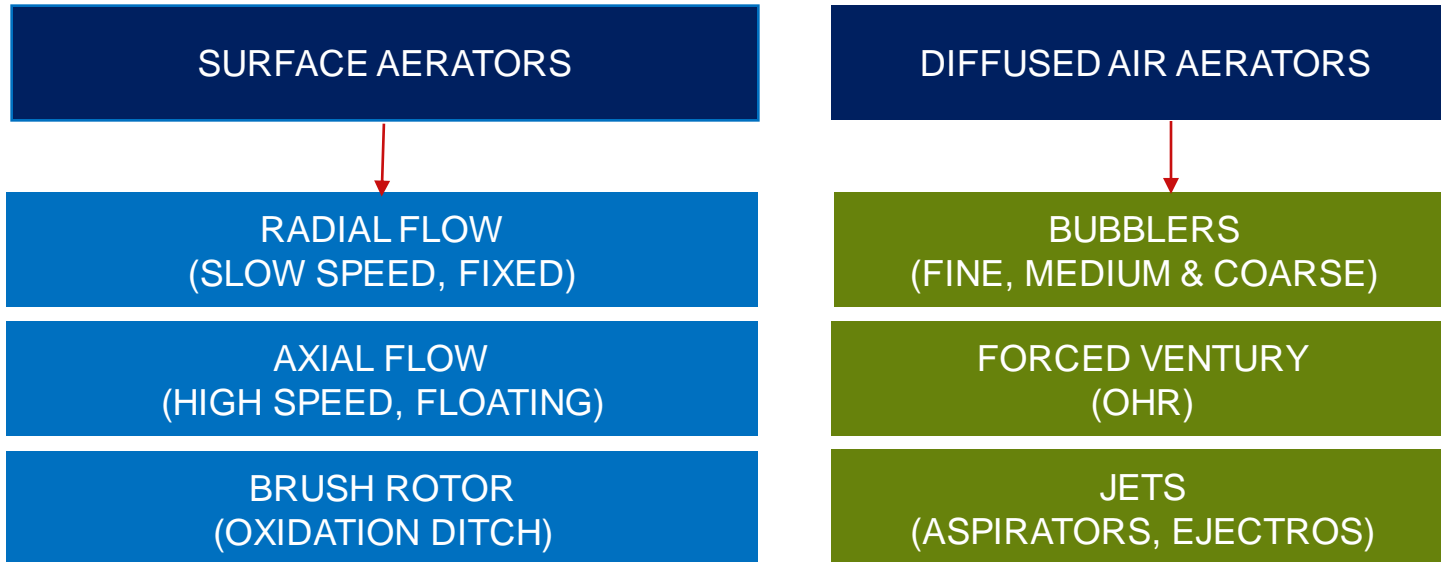 SURFACE AERATORS
RADIAL FLOW
(SLOW SPEED, FIXED)
AXIAL FLOW
(HIGH SPEED, FLOATING)
BRUSH ROTOR
(OXIDATION DITCH)
DIFFUSED AIR AERATORS
BUBBLERS
(FINE, MEDIUM & COARSE)
FORCED VENTURY
(OHR)
JETS
(ASPIRATORS, EJECTROS)